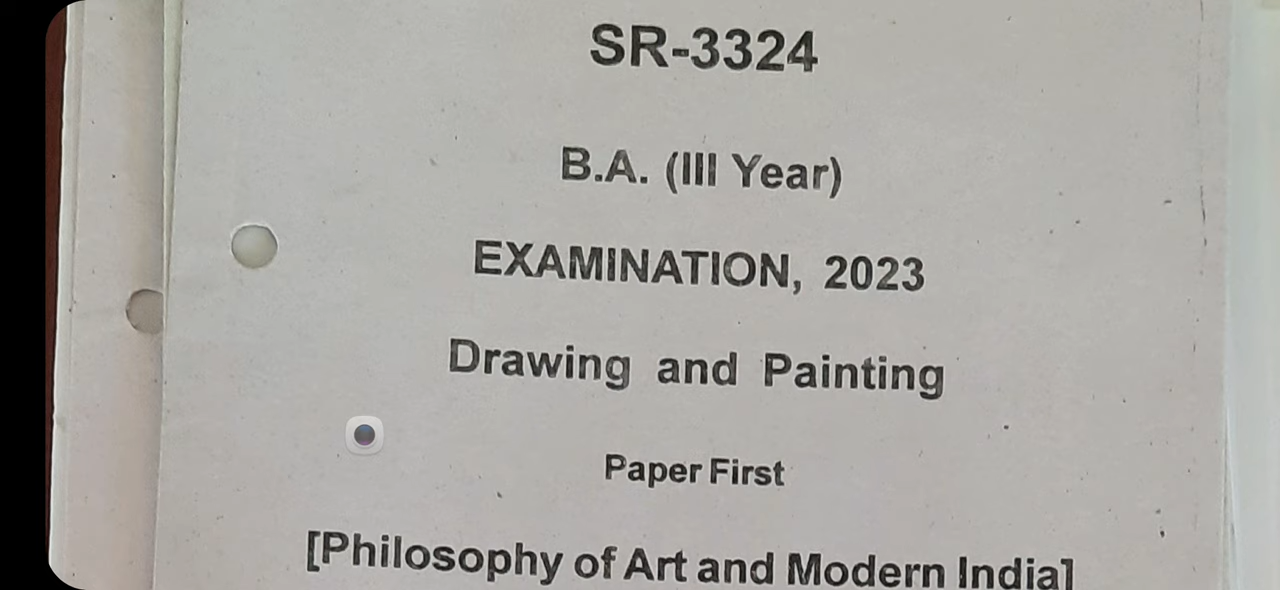 SR-3324
B.A. (III Year)
EXAMINATION, 2023
Drawing and Painting
Paper First
[Philosophy of Art and Modern India]